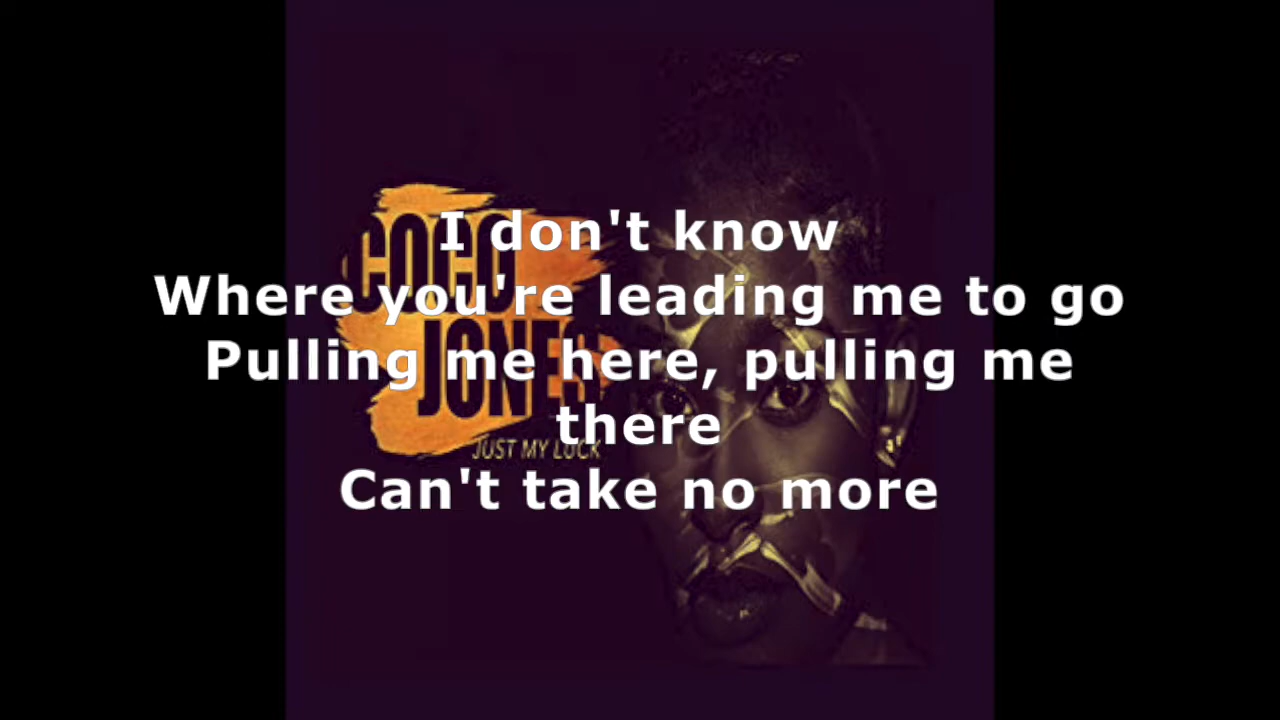 I don't know
Where you're leading me to go
Pulling me here, pulling me
there
Can't take no more
COCO
JONES
JUST MY LUCK